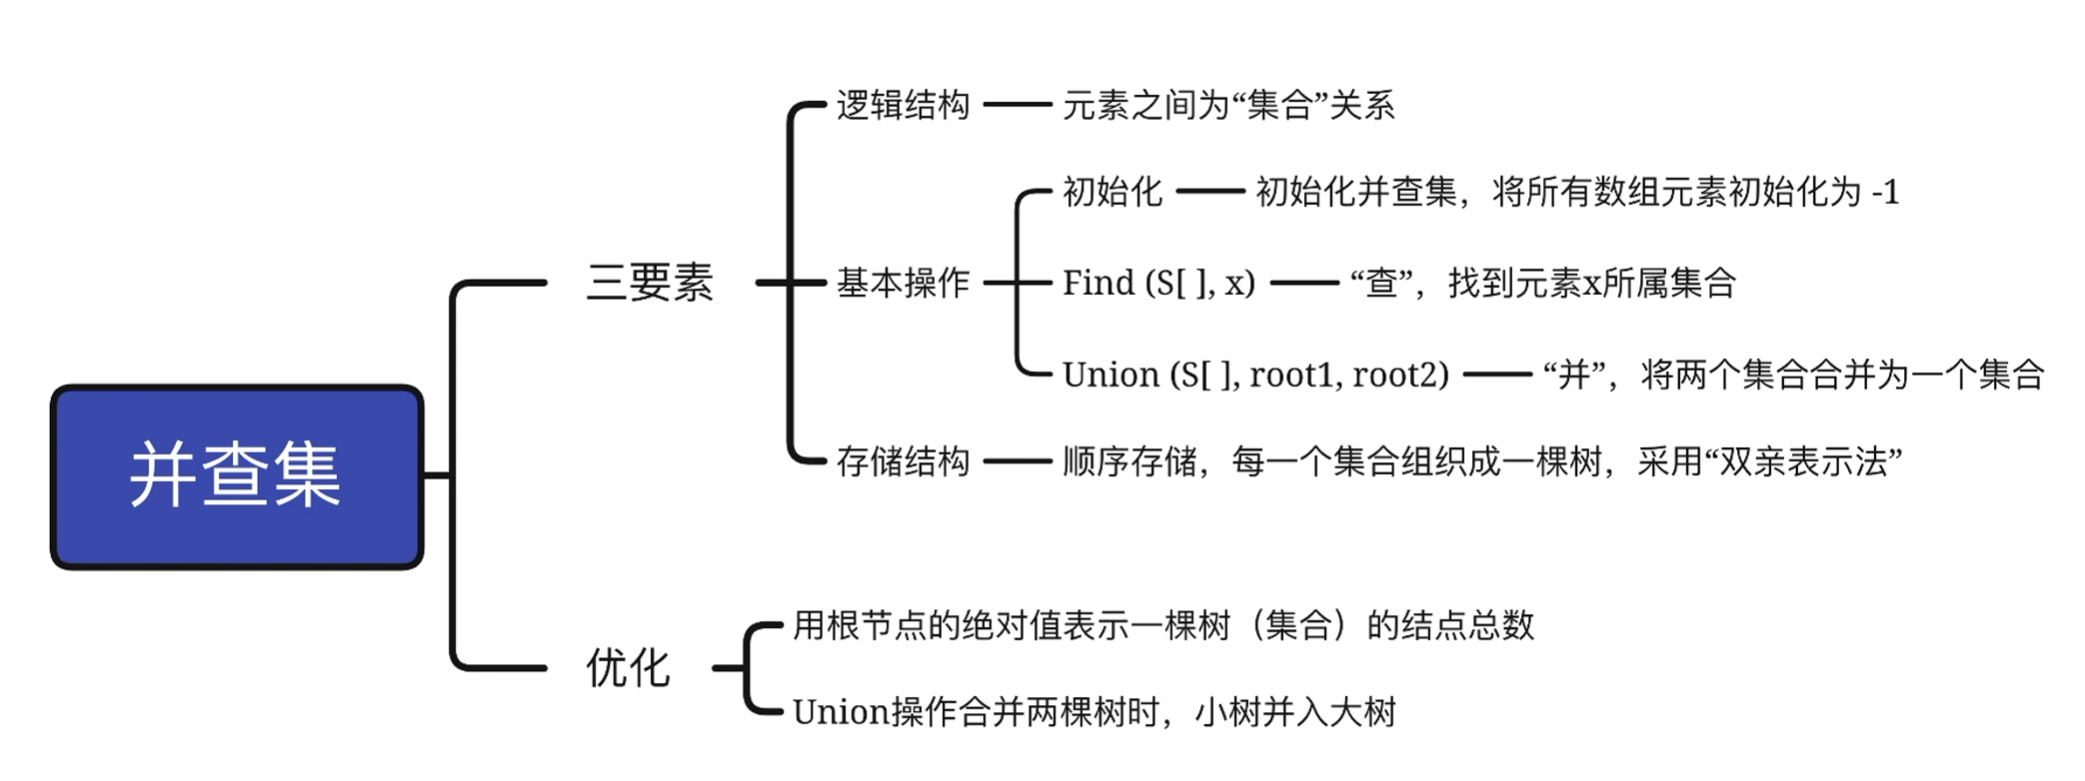 并查集
三要素
逻辑结构
元素之间为“集合”关系
基本操作
初始化
初始化并查集，将所有数组元素初始化为 -1
Find (S[ ], x)
“查”，找到元素x所属集合
Union (S[ ], root1, root2)
“并”，将两个集合合并为一个集合
存储结构
顺序存储，每一个集合组织成一棵树，采用“双亲表示法”
优化
用根节点的绝对值表示一棵树（集合）的结点总数
Union操作合并两棵树时，小树并入大树